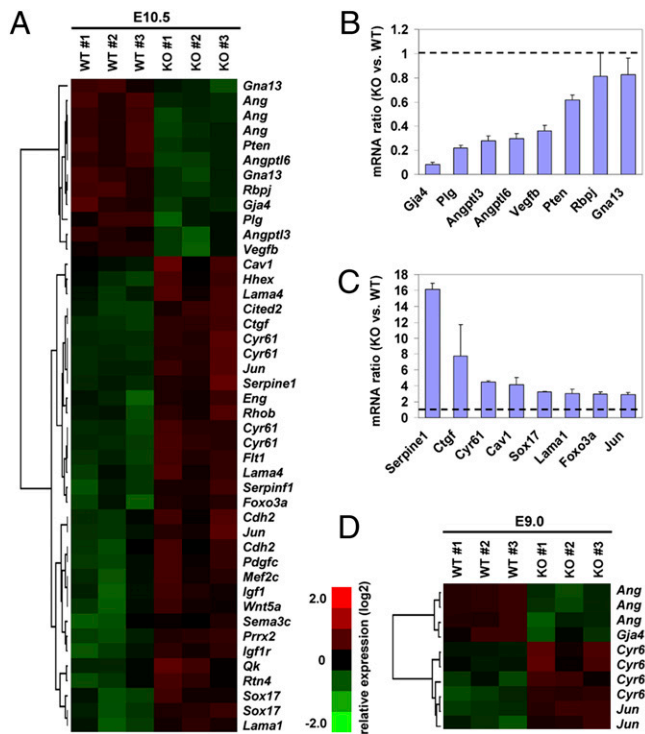 A
E10.5
WT #1
WT #2
WT #3
KO #1
KO #2
KO #3
Gna13
Ang
Ang
Ang
Pten
Angptl6
Gna13
Rbpj
Gja4
Plg
Angptl3
Vegfb
Cav1
Hhex
Lama4
Cited2
Ctgf
Cyr61
Cyr61
Jun
Serpine1
Eng
Rhob
Cyr61
Cyr61
Flt1
Lama4
Serpinf1
Foxo3a
Cdh2
Jun
Cdh2
Pdgfc
Mef2c
Igf1
Wnt5a
Sema3c
Prrx2
Igf1r
Qk
Rtn4
Sox17
Sox17
Lama1
2.0
0
-2.0
relative expression (log2)
B
mRNA ratio (KO vs. WT)
1
0.8
0.6
0.4
0.2
0
Gja4
Plg
Angptl3
Angptl6
Vegfb
Pten
Rbpj
Gna13
C
mRNA ratio (KO vs. WT)
18
16
14
12
10
8
6
4
2
0
Serpine1
Ctgf
Cyr61
Cav1
Sox17
Lama1
Foxo3a
Jun
D
E9.0
WT #1
WT #2
WT #3
KO #1
KO #2
KO #3
Ang
Ang
Ang
Gja4
Cyr6
Cyr6
Cyr6
Cyr6
Jun
Jun